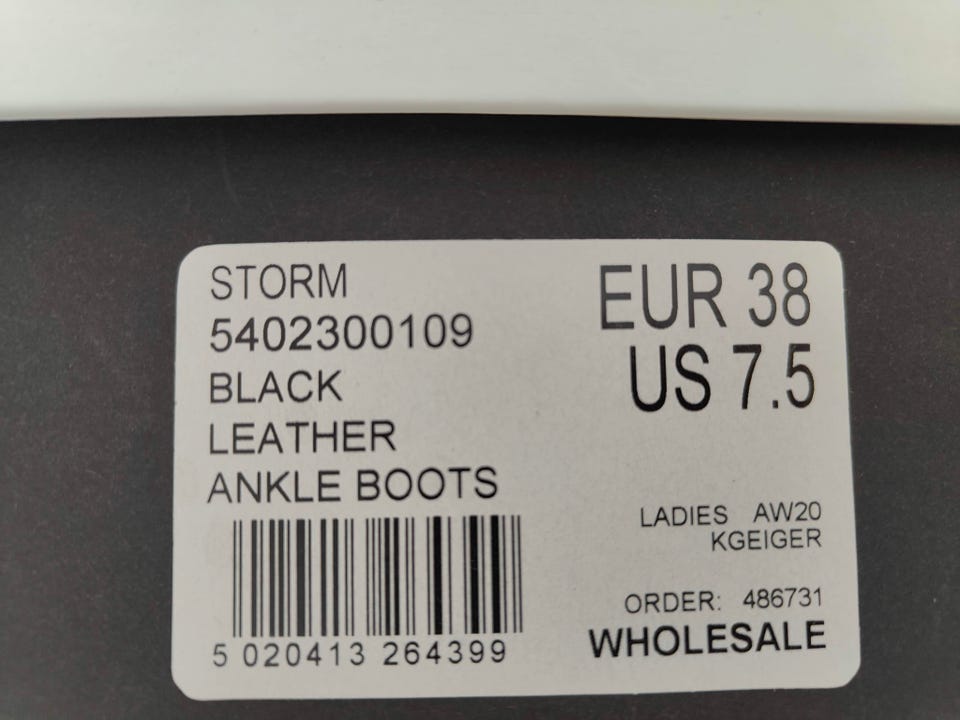 STORM
5402300109
BLACK
LEATHER
ANKLE BOOTS
5 020413 264399
EUR 38
US 7.5
LADIES AW20
KGEIGER
ORDER: 486731
WHOLESALE